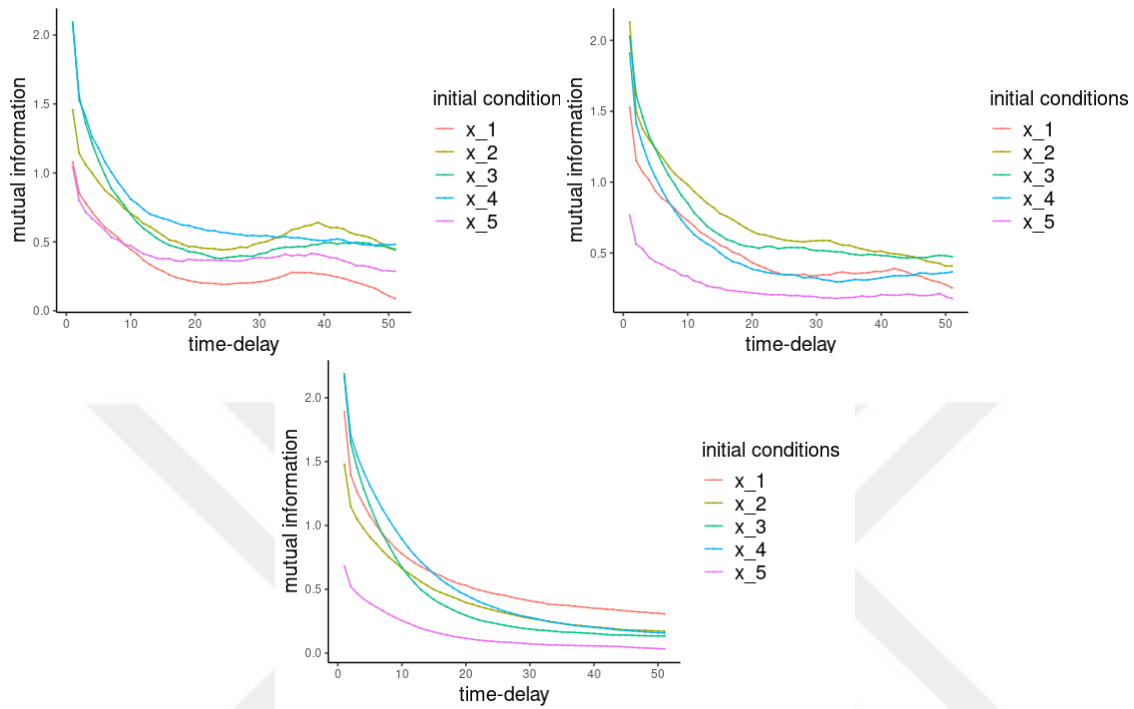 mutual information
2.0
1.5
1.0
0.5
0.0
0 10 20 30 40 50
time-delay
initial condition
x_1
x_2
x_3
x_4
x_5
mutual information
2.0
1.5
1.0
0.5
0 10 20 30 40 50
time-delay
initial conditions
x_1
x_2
x_3
x_4
x_5
mutual information
2.0
1.5
1.0
0.5
0.0
0 10 20 30 40 50
time-delay
initial conditions
x_1
x_2
x_3
x_4
x_5